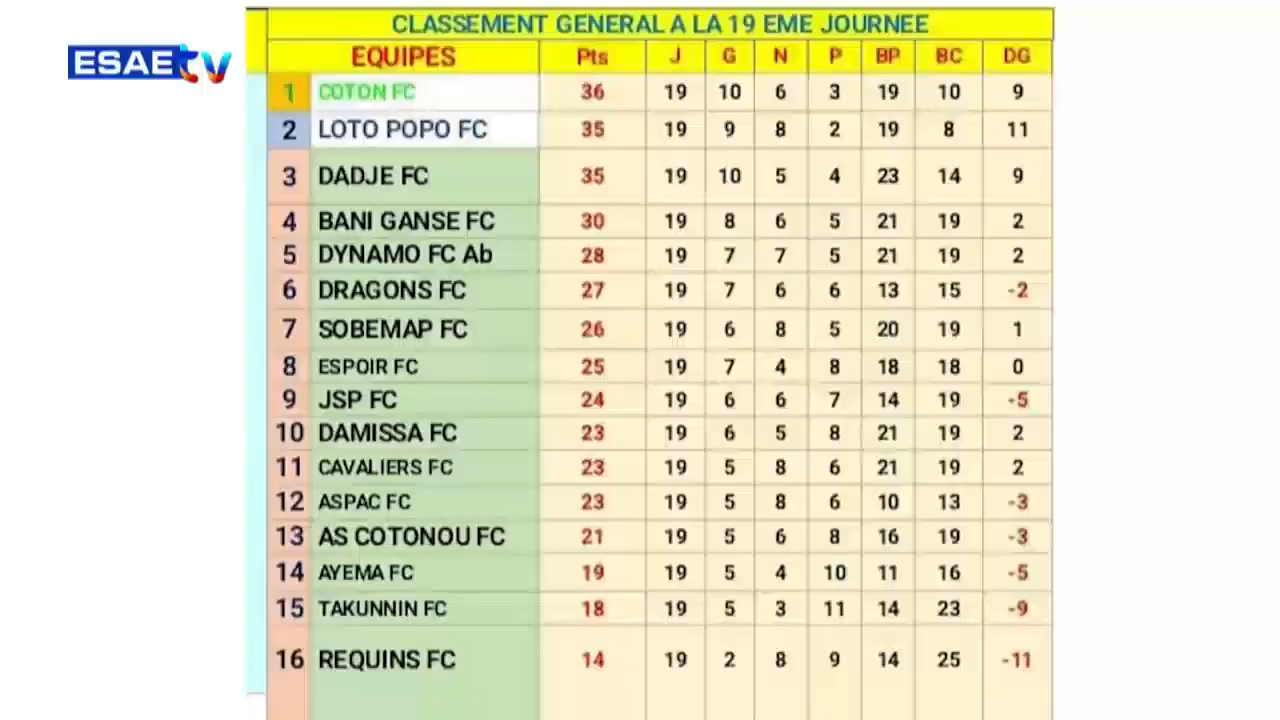 CLASSEMENT GENERAL A LA 19 EME JOURNEE
ESAE tv
EQUIPES Pts J G N P BP BC DG
1 COTON FC 36 19 10 6 3 19 10 9
2 LOTO POPO FC 35 19 9 8 2 19 8 11
3 DADJE FC 35 19 10 5 4 23 14 9
4 BANI GANSE FC 30 19 8 6 5 21 19 2
5 DYNAMO FC Ab 28 19 7 7 5 21 19 2
6 DRAGONS FC 27 19 7 6 6 13 15 -2
7 SOBEMAP FC 26 19 6 8 5 20 19 1
8 ESPOIR FC 25 19 7 4 8 18 18 0
9 JSP FC 24 19 6 6 7 14 19 -5
10 DAMISSA FC 23 19 6 5 8 21 19 2
11 CAVALIERS FC 23 19 5 8 6 21 19 2
12 ASPAC FC 23 19 5 8 6 10 13 -3
13 AS COTONOU FC 21 19 5 6 8 16 19 -3
14 AYEMA FC 19 19 5 4 10 11 16 -5
15 TAKUNNIN FC 18 19 5 3 11 14 23 -9
16 REQUINS FC 14 19 2 8 9 14 25 -11